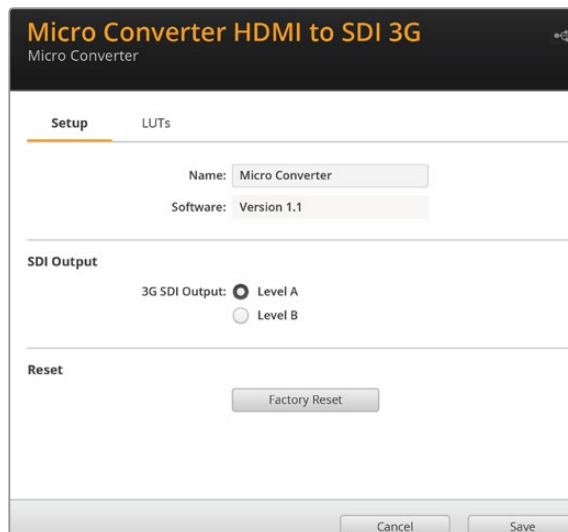 Micro Converter HDMI to SDI 3G
Micro Converter
Setup LUTs
Name: Micro Converter
Software: Version 1.1
SDI Output
3G SDI Output: Level A
Level B
Reset
Factory Reset
Cancel Save